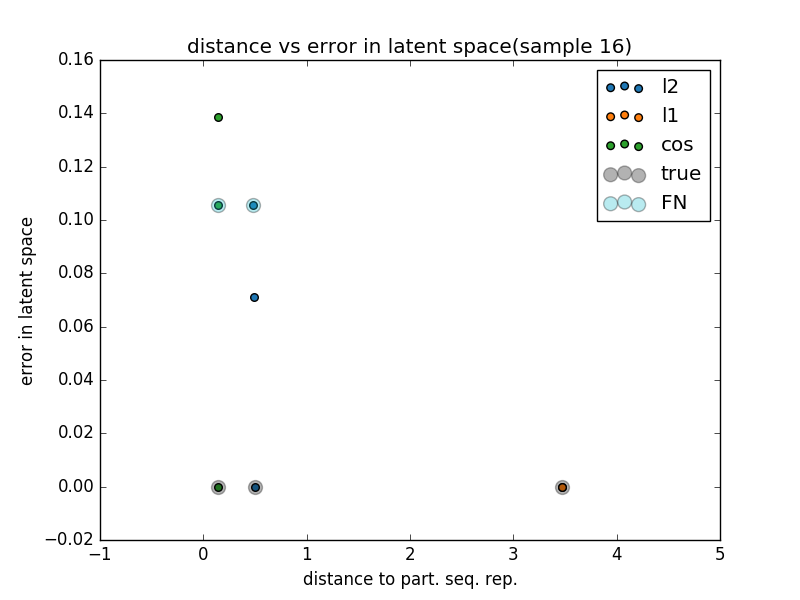 distance vs error in latent space(sample 16)
0.16
0.14
0.12
0.10
0.08
0.06
0.04
0.02
0.00
−0.02
error in latent space
l2
l1
cos
true
FN
−1 0 1 2 3 4 5
distance to part. seq. rep.